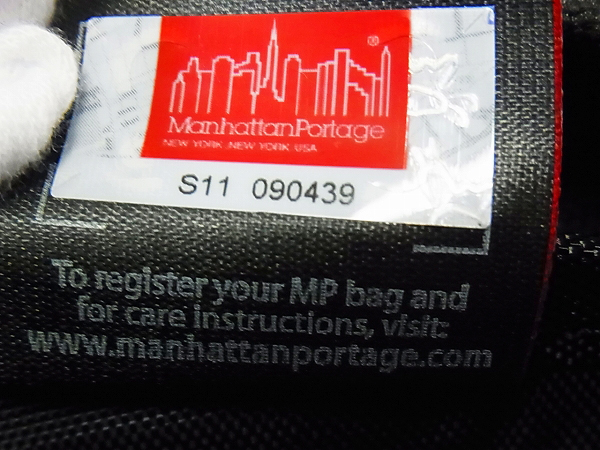 ®
ManhattanPortage
NEW YORK ,NEW YORK USA
S11 090439
To register your MP bag and
for care instructions, visit:
www.manhattanportage.com